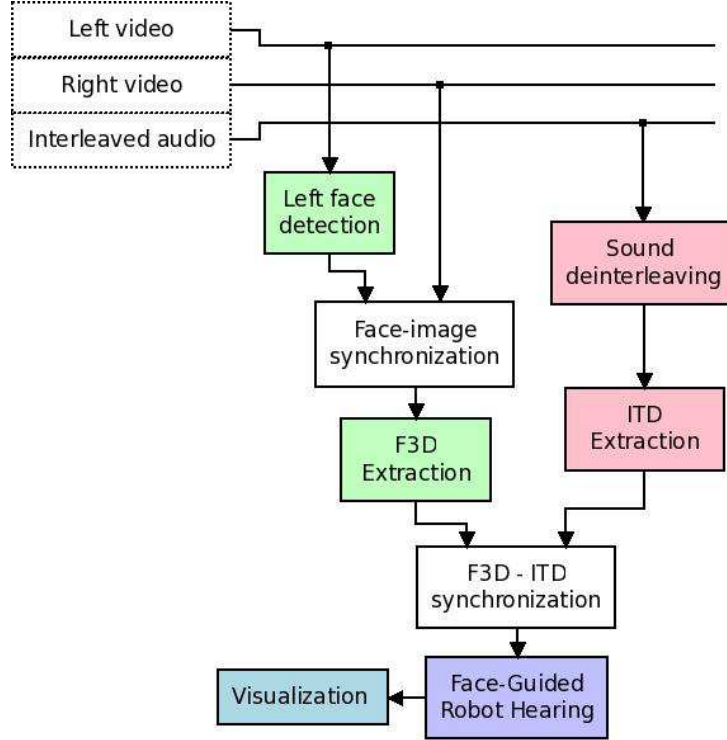 Left video
Right video
Interleaved audio
Left face
detection
Sound
deinterleaving
Face-image
synchronization
ITD
Extraction
F3D
Extraction
F3D - ITD
synchronization
Visualization
Face-Guided
Robot Hearing